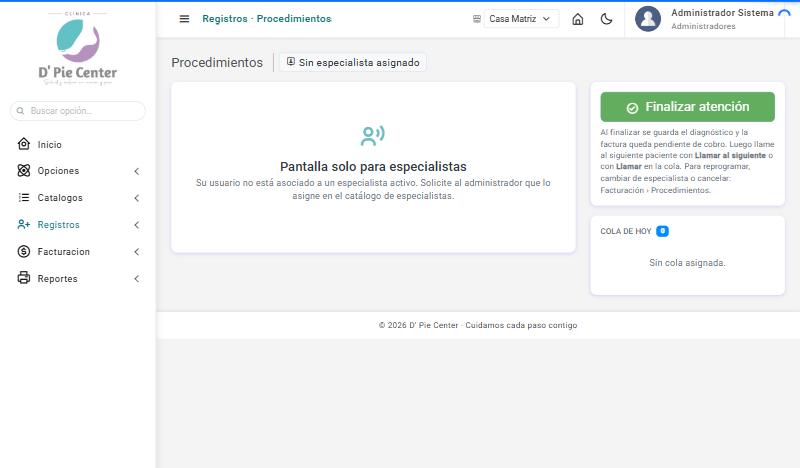 CLÍNICA
D' Pie Center
Buscar opción...
Inicio
Opciones
Catalogos
Registros
Facturacion
Reportes
Registros · Procedimientos
Casa Matriz
Administrador Sistema
Administradores
Procedimientos
Sin especialista asignado
Pantalla solo para especialistas
Su usuario no está asociado a un especialista activo. Solicite al administrador que lo
asigne en el catálogo de especialistas.
Finalizar atención
Al finalizar se guarda el diagnóstico y la
factura queda pendiente de cobro. Luego llame
al siguiente paciente con Llamar al siguiente o
con Llamar en la cola. Para reprogramar,
cambiar de especialista o cancelar:
Facturación › Procedimientos.
COLA DE HOY 0
Sin cola asignada.
© 2026 D' Pie Center · Cuidamos cada paso contigo